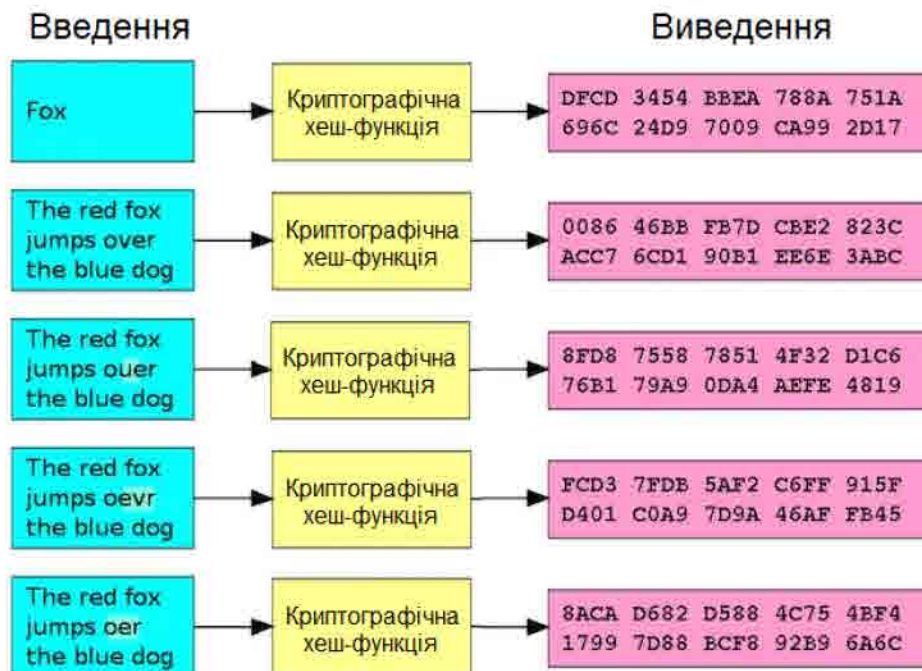 Введення
Виведення
Fox
Криптографічна
хеш-функція
DFCD 3454 BBEA 788A 751A
696C 24D9 7009 CA99 2D17
The red fox
jumps over
the blue dog
Криптографічна
хеш-функція
0086 46BB FB7D CBE2 823C
ACC7 6CD1 90B1 EE6E 3ABC
The red fox
jumps ouer
the blue dog
Криптографічна
хеш-функція
8FD8 7558 7851 4F32 D1C6
76B1 79A9 0DA4 AEFE 4819
The red fox
jumps oevr
the blue dog
Криптографічна
хеш-функція
FCD3 7FDB 5AF2 C6FF 915F
D401 C0A9 7D9A 46AF FB45
The red fox
jumps oer
the blue dog
Криптографічна
хеш-функція
8ACA D682 D588 4C75 4BF4
1799 7D88 BCF8 92B9 6A6C